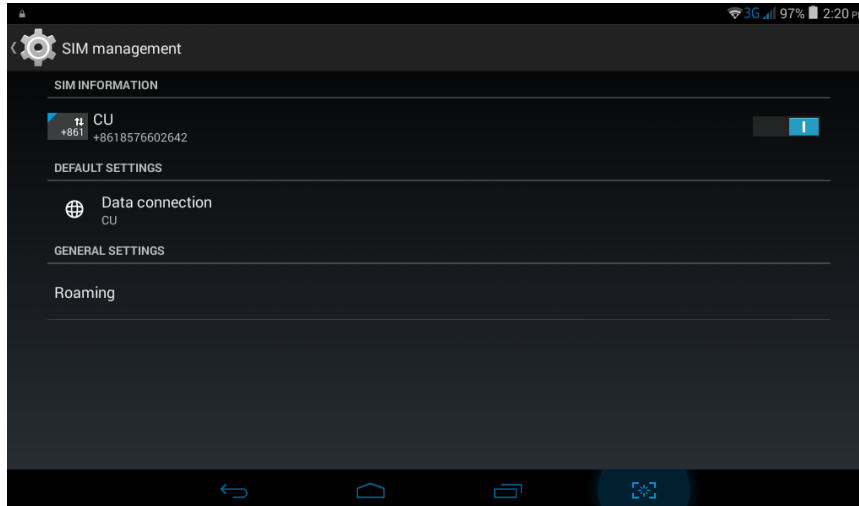 3G 97% 2:20 P
SIM management
SIM INFORMATION
CU
+861
+8618576602642
DEFAULT SETTINGS
Data connection
CU
GENERAL SETTINGS
Roaming